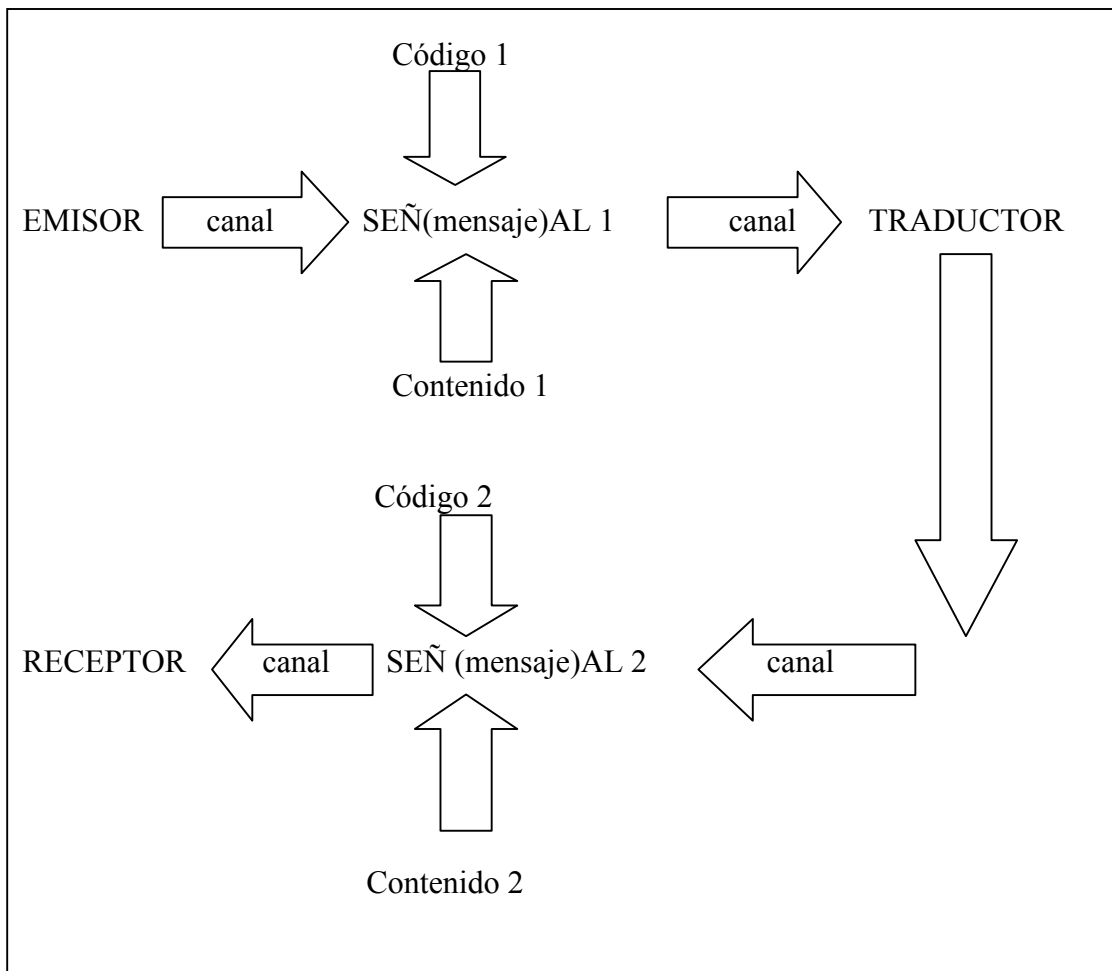 Código 1
EMISOR canal SEÑ(mensaje)AL 1 canal TRADUCTOR
Contenido 1
Código 2
RECEPTOR canal SEÑ (mensaje)AL 2 canal
Contenido 2